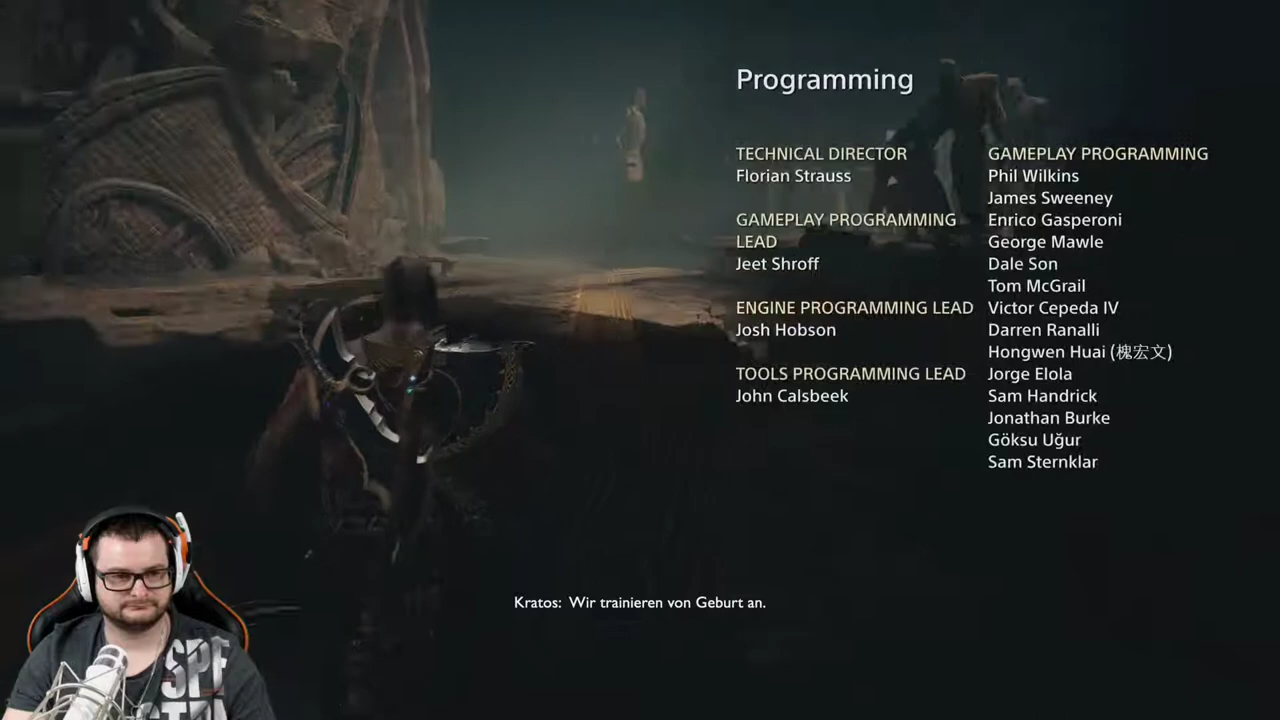 Programming
TECHNICAL DIRECTOR
Florian Strauss
GAMEPLAY PROGRAMMING
LEAD
Jeet Shroff
ENGINE PROGRAMMING LEAD
Josh Hobson
TOOLS PROGRAMMING LEAD
John Calsbeek
GAMEPLAY PROGRAMMING
Phil Wilkins
James Sweeney
Enrico Gasperoni
George Mawle
Dale Son
Tom McGrail
Victor Cepeda IV
Darren Ranalli
Hongwen Huai (槐宏文)
Jorge Elola
Sam Handrick
Jonathan Burke
Göksu Uğur
Sam Sternklar
Kratos: Wir trainieren von Geburt an.